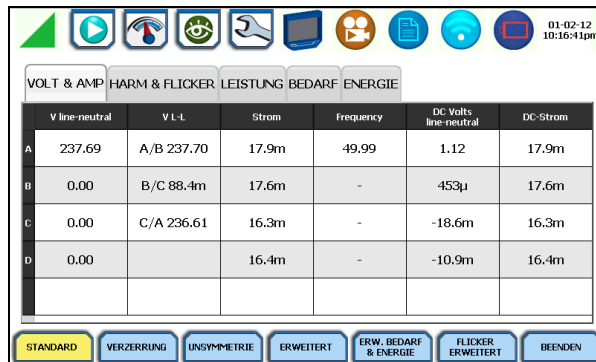 01-02-12
10:16:41pm
VOLT & AMP HARM & FLICKER LEISTUNG BEDARF ENERGIE
V line-neutral V L-L Strom Frequency DC Volts line-neutral DC-Strom
A 237.69 A/B 237.70 17.9m 49.99 1.12 17.9m
B 0.00 B/C 88.4m 17.6m - 453µ 17.6m
C 0.00 C/A 236.61 16.3m - -18.6m 16.3m
D 0.00 16.4m - -10.9m 16.4m
STANDARD VERZERRUNG UNSYMMETRIE ERWEITERT ERW. BEDARF & ENERGIE FLICKER ERWEITERT BEENDEN